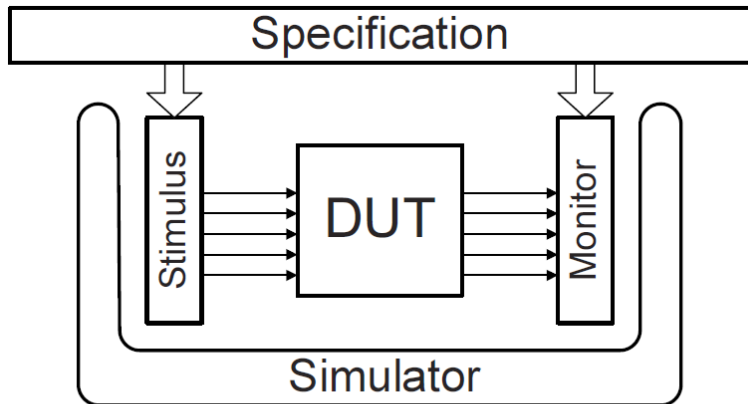 Specification
Stimulus
DUT
Monitor
Simulator